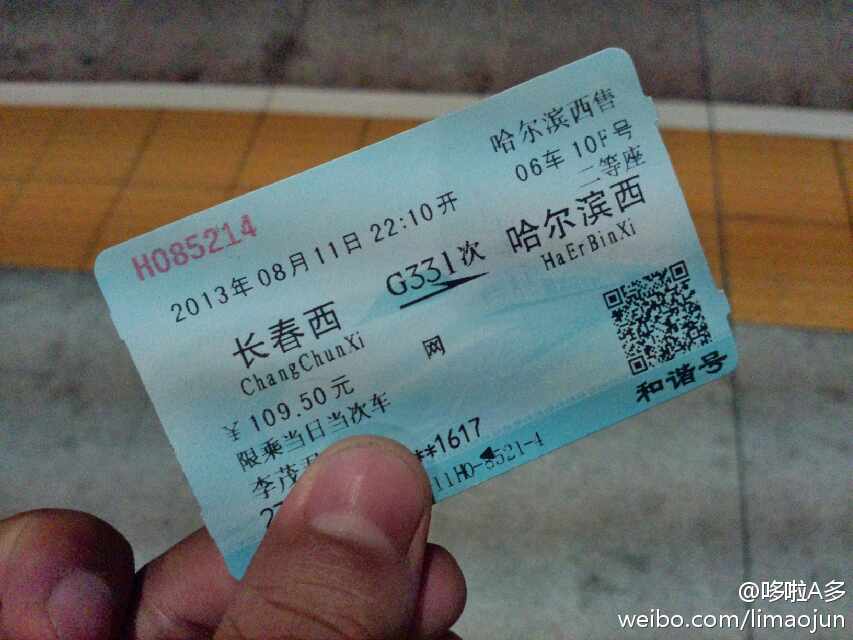 H085214
哈尔滨西售
2013年08月11日 22:10开
06车 10F号
二等座
长春西
G331次
哈尔滨西
ChangChunXi
HaErBinXi
¥109.50元
网
限乘当日当次车
和谐号
李茂
**1617
27
11H0-8521-4
@哆啦A多
weibo.com/limaojun